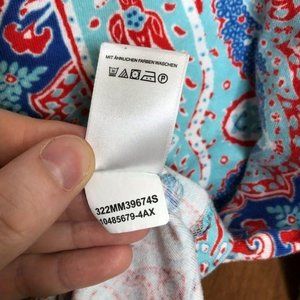 MIT ÄHNLICHEN FARBEN WASCHEN
P
322MM39674S
10485679-4AX